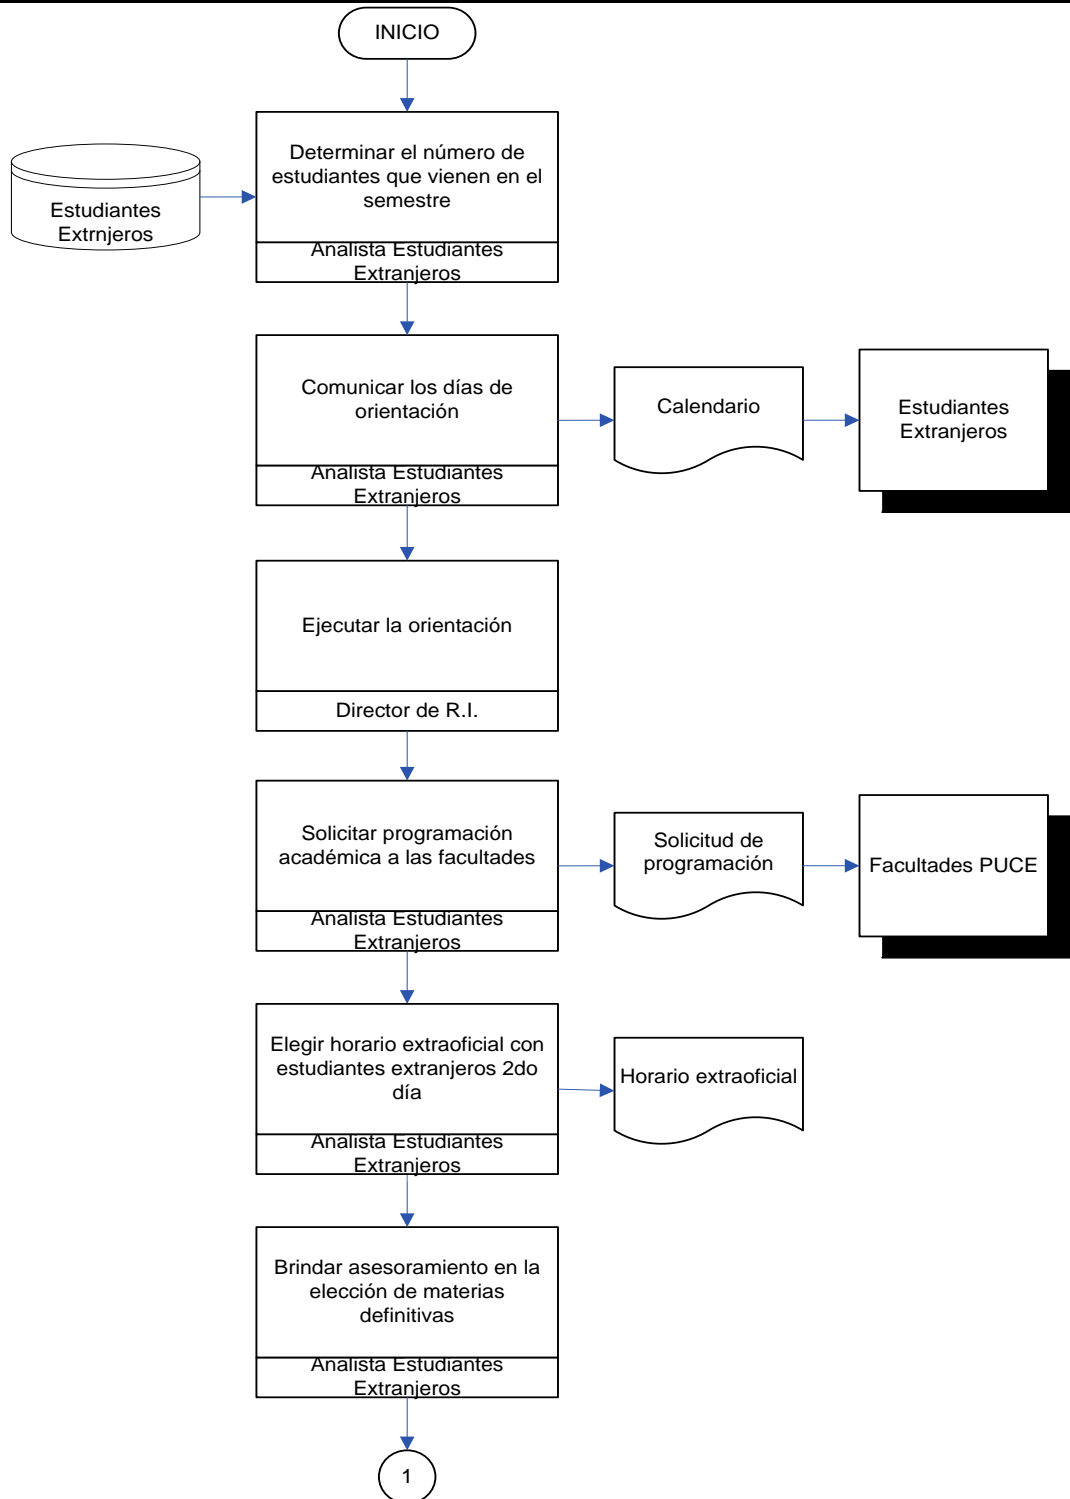 INICIO
Determinar el número de
estudiantes que vienen en el
semestre
Analista Estudiantes
Extranjeros
Estudiantes
Extrnjeros
Comunicar los días de
orientación
Analista Estudiantes
Extranjeros
Calendario
Estudiantes
Extranjeros
Ejecutar la orientación
Director de R.I.
Solicitar programación
académica a las facultades
Analista Estudiantes
Extranjeros
Solicitud de
programación
Facultades PUCE
Elegir horario extraoficial con
estudiantes extranjeros 2do
día
Analista Estudiantes
Extranjeros
Horario extraoficial
Brindar asesoramiento en la
elección de materias
definitivas
Analista Estudiantes
Extranjeros
1